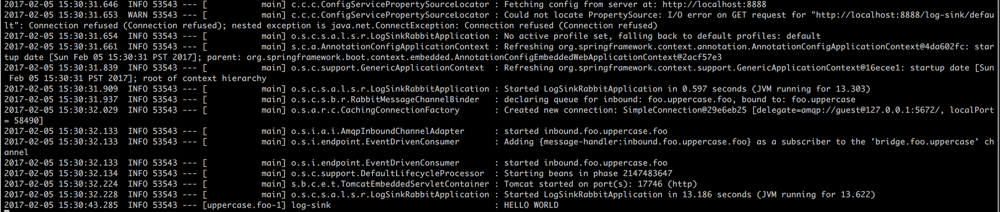 2017-02-05 15:30:31.646  INFO 53543 --- [           main] c.c.c.ConfigServicePropertySourceLocator : Fetching config from server at: http://localhost:8888
2017-02-05 15:30:31.653  WARN 53543 --- [           main] c.c.c.ConfigServicePropertySourceLocator : Could not locate PropertySource: I/O error on GET request for "http://localhost:8888/log-sink/defau
lt": Connection refused (Connection refused); nested exception is java.net.ConnectException: Connection refused (Connection refused)
2017-02-05 15:30:31.654  INFO 53543 --- [           main] o.s.c.s.a.l.s.r.LogSinkRabbitApplication : No active profile set, falling back to default profiles: default
2017-02-05 15:30:31.661  INFO 53543 --- [           main] s.c.a.AnnotationConfigApplicationContext : Refreshing org.springframework.context.annotation.AnnotationConfigApplicationContext@4da602fc: star
tup date [Sun Feb 05 15:30:31 PST 2017]; parent: org.springframework.boot.context.embedded.AnnotationConfigEmbeddedWebApplicationContext@2acf57e3
2017-02-05 15:30:31.839  INFO 53543 --- [           main] o.s.c.support.GenericApplicationContext  : Refreshing org.springframework.context.support.GenericApplicationContext@16ecee1: startup date [Sun
 Feb 05 15:30:31 PST 2017]; root of context hierarchy
2017-02-05 15:30:31.909  INFO 53543 --- [           main] o.s.c.s.a.l.s.r.LogSinkRabbitApplication : Started LogSinkRabbitApplication in 0.597 seconds (JVM running for 13.303)
2017-02-05 15:30:31.937  INFO 53543 --- [           main] o.s.c.s.b.r.RabbitMessageChannelBinder   : declaring queue for inbound: foo.uppercase.foo, bound to: foo.uppercase
2017-02-05 15:30:32.029  INFO 53543 --- [           main] o.s.a.r.c.CachingConnectionFactory       : Created new connection: SimpleConnection@29e6eb25 [delegate=amqp://guest@127.0.0.1:5672/, localPort
= 58490]
2017-02-05 15:30:32.133  INFO 53543 --- [           main] o.s.i.a.i.AmqpInboundChannelAdapter      : started inbound.foo.uppercase.foo
2017-02-05 15:30:32.133  INFO 53543 --- [           main] o.s.i.endpoint.EventDrivenConsumer       : Adding {message-handler:inbound.foo.uppercase.foo} as a subscriber to the 'bridge.foo.uppercase' ch
annel
2017-02-05 15:30:32.133  INFO 53543 --- [           main] o.s.i.endpoint.EventDrivenConsumer       : started inbound.foo.uppercase.foo
2017-02-05 15:30:32.134  INFO 53543 --- [           main] o.s.c.support.DefaultLifecycleProcessor  : Starting beans in phase 2147483647
2017-02-05 15:30:32.224  INFO 53543 --- [           main] s.b.c.e.t.TomcatEmbeddedServletContainer : Tomcat started on port(s): 17746 (http)
2017-02-05 15:30:32.228  INFO 53543 --- [           main] o.s.c.s.a.l.s.r.LogSinkRabbitApplication : Started LogSinkRabbitApplication in 13.186 seconds (JVM running for 13.622)
2017-02-05 15:30:43.285  INFO 53543 --- [uppercase.foo-1] log-sink                                 : HELLO WORLD